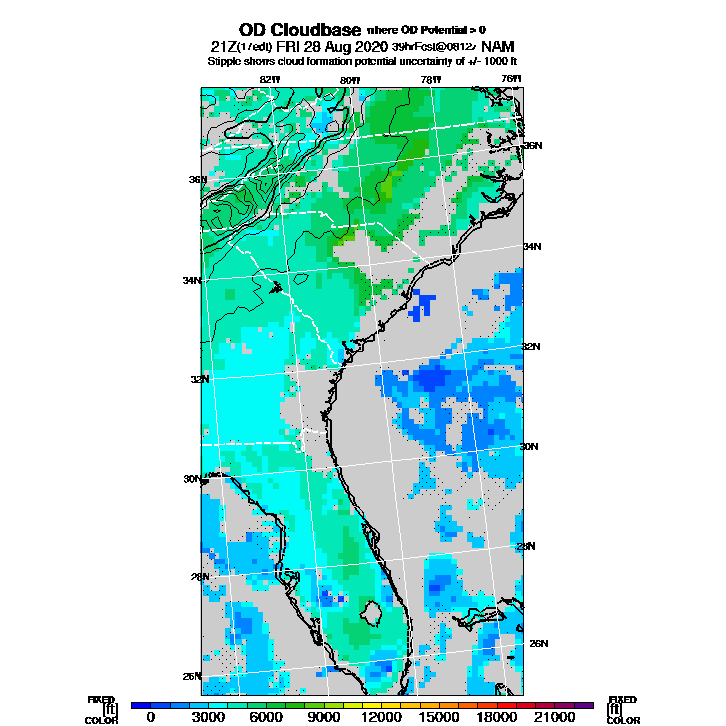 OD Cloudbase where OD Potential > 0
21Z(17edt) FRI 28 Aug 2020 39hrFcst@0812z NAM
Stipple shows cloud formation potential uncertainty of +/- 1000 ft
82W 80W 78W 76W
36N
36N
34N
34N
32N
32N
30N
30N
28N
28N
26N
26N
FIXED FIXED
[ft] [ft]
COLOR COLOR
0 3000 6000 9000 12000 15000 18000 21000